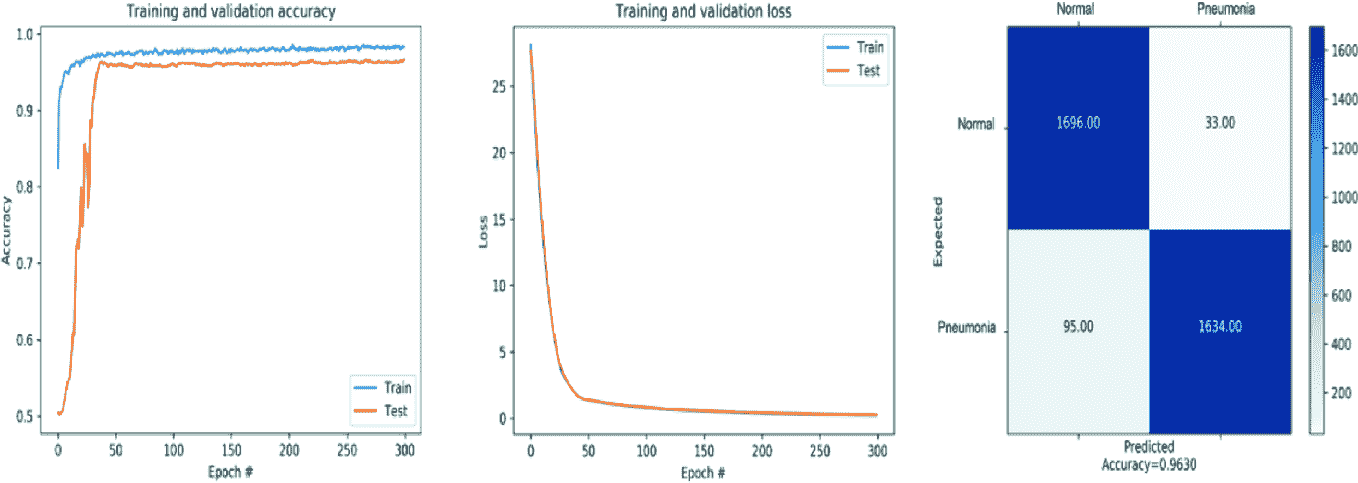 Training and validation accuracy
1.0
0.9
0.8
0.7
0.6
0.5
Accuracy
Train
Test
0
50
100
150
200
250
300
Epoch #
Training and validation loss
Train
Test
25
20
15
10
5
0
Loss
0
50
100
150
200
250
300
Epoch #
Normal
Pneumonia
Normal
1696.00
33.00
Expected
Pneumonia
95.00
1634.00
Predicted
Accuracy=0.9630
1600
1400
1200
1000
800
600
400
200